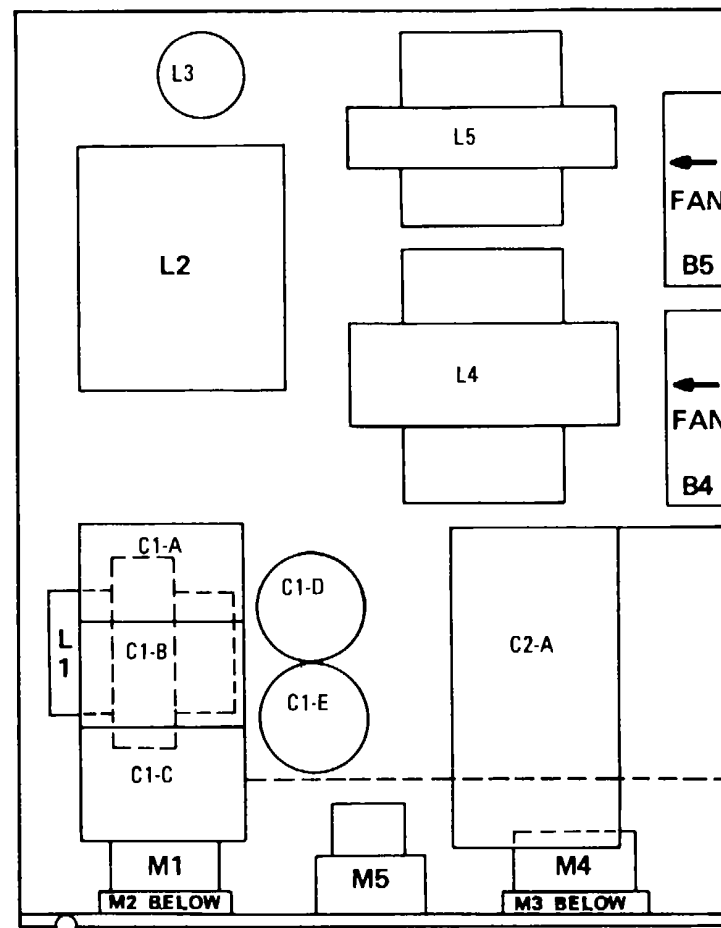 L3
L5
FAN
L2
B5
L4
FAN
B4
C1-A
C1-D
L
1
C1-B
C2-A
C1-E
C1-C
M1
M5
M4
M2 BELOW
M3 BELOW